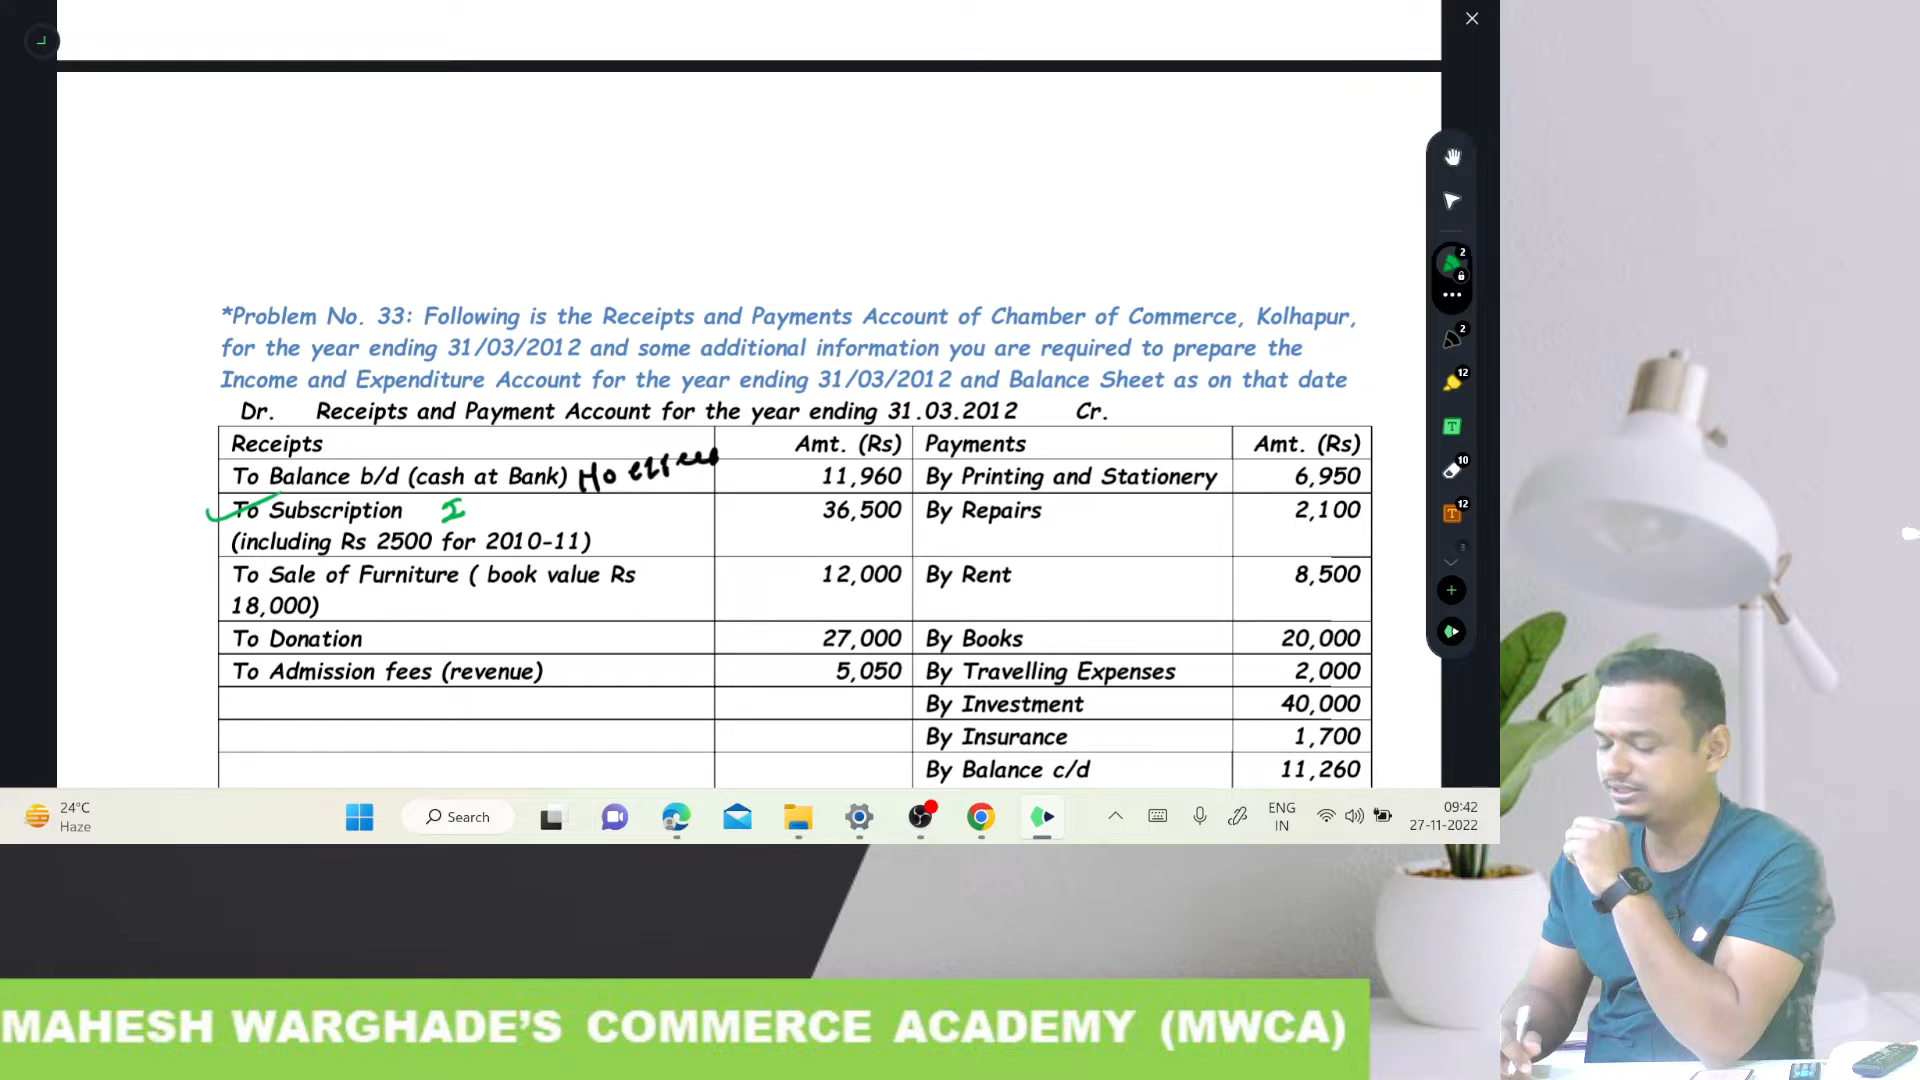 *Problem No. 33: Following is the Receipts and Payments Account of Chamber of Commerce, Kolhapur,
for the year ending 31/03/2012 and some additional information you are required to prepare the
Income and Expenditure Account for the year ending 31/03/2012 and Balance Sheet as on that date
Dr. Receipts and Payment Account for the year ending 31.03.2012 Cr.
Receipts Amt. (Rs) Payments Amt. (Rs)
To Balance b/d (cash at Bank) 11,960 By Printing and Stationery 6,950
To Subscription I 36,500 By Repairs 2,100
(including Rs 2500 for 2010-11)
To Sale of Furniture ( book value Rs 12,000 By Rent 8,500
18,000)
To Donation 27,000 By Books 20,000
To Admission fees (revenue) 5,050 By Travelling Expenses 2,000
By Investment 40,000
By Insurance 1,700
By Balance c/d 11,260
2
2
12
T
10
12
T
3
24°C
Haze
Search
ENG
IN
09:42
27-11-2022
MAHESH WARGHADE'S COMMERCE ACADEMY (MWCA)